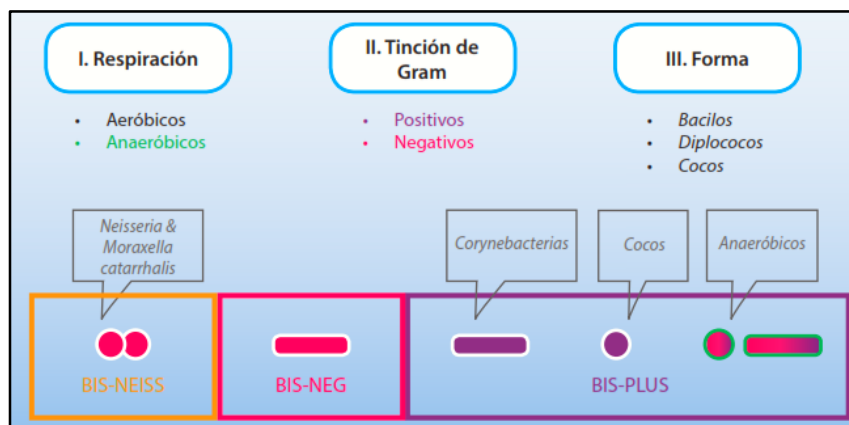 I. Respiración
II. Tinción de
Gram
III. Forma
• Aeróbicos
• Anaeróbicos
• Positivos
• Negativos
• Bacilos
• Diplococos
• Cocos
Neisseria &
Moraxella
catarrhalis
Corynebacterias
Cocos
Anaeróbicos
BIS-NEISS
BIS-NEG
BIS-PLUS